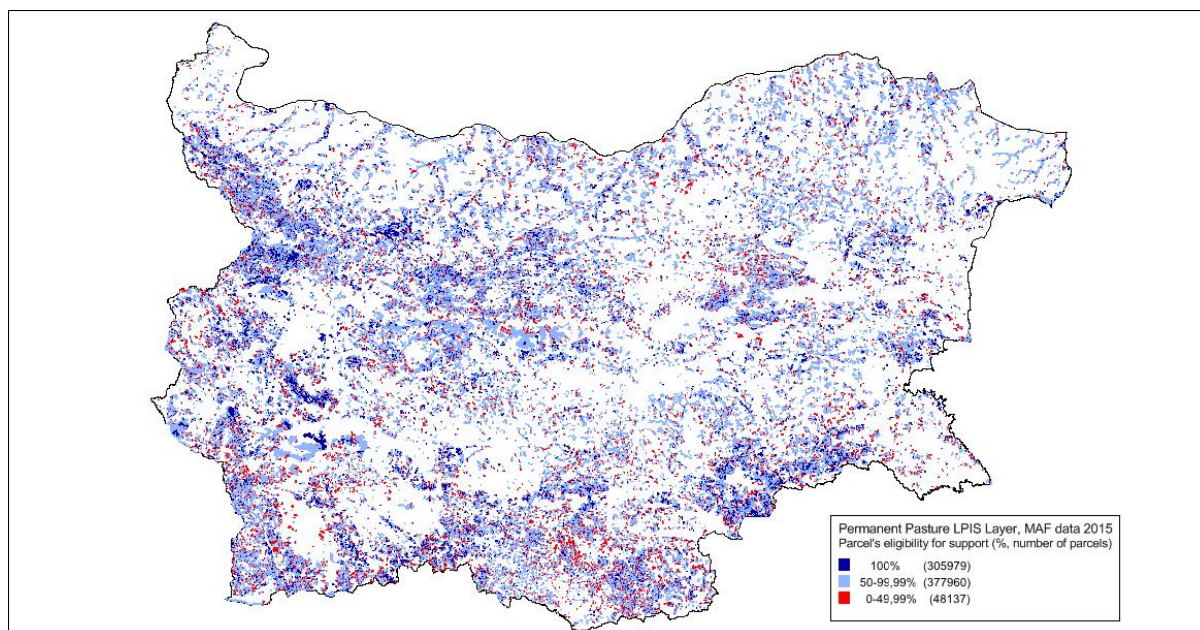 Permanent Pasture LPIS Layer, MAF data 2015
Parcel's eligibility for support (%, number of parcels)
100% (305979)
50-99,99% (377960)
0-49,99% (48137)